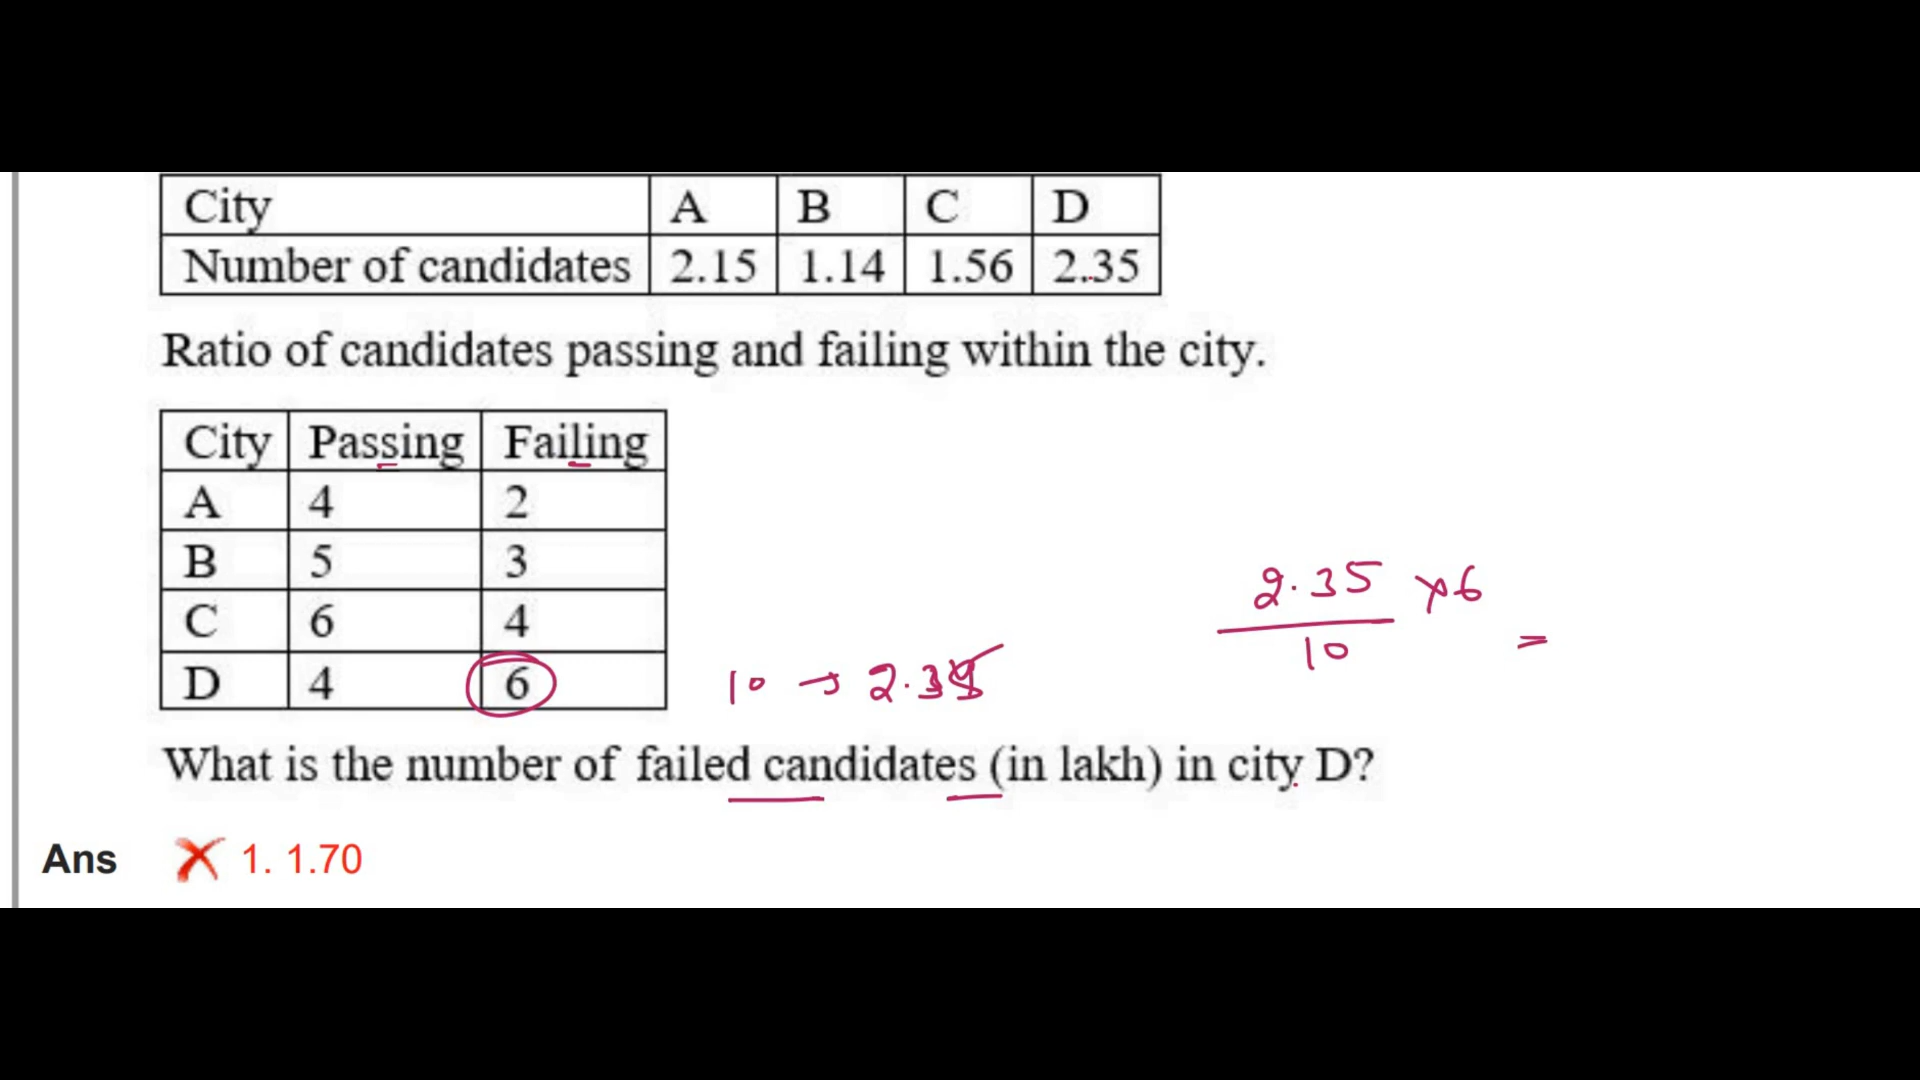 City A B C D
Number of candidates 2.15 1.14 1.56 2.35
Ratio of candidates passing and failing within the city.
City Passing Failing
A 4 2
B 5 3
C 6 4
D 4 6
10 → 2.35
2.35 × 6
10
=
What is the number of failed candidates (in lakh) in city D?
Ans 1. 1.70